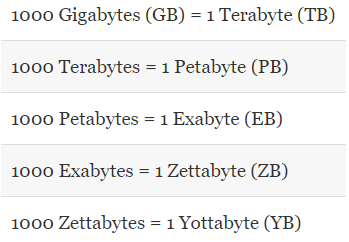 1000 Gigabytes (GB) = 1 Terabyte (TB)
1000 Terabytes = 1 Petabyte (PB)
1000 Petabytes = 1 Exabyte (EB)
1000 Exabytes = 1 Zettabyte (ZB)
1000 Zettabytes = 1 Yottabyte (YB)